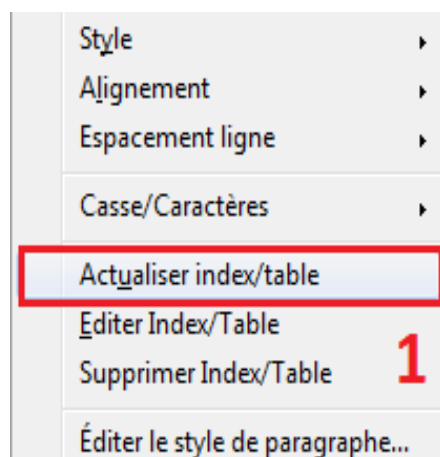 Style
Alignement
Espacement ligne
Casse/Caractères
Actualiser index/table
Editer Index/Table
1
Supprimer Index/Table
Éditer le style de paragraphe...